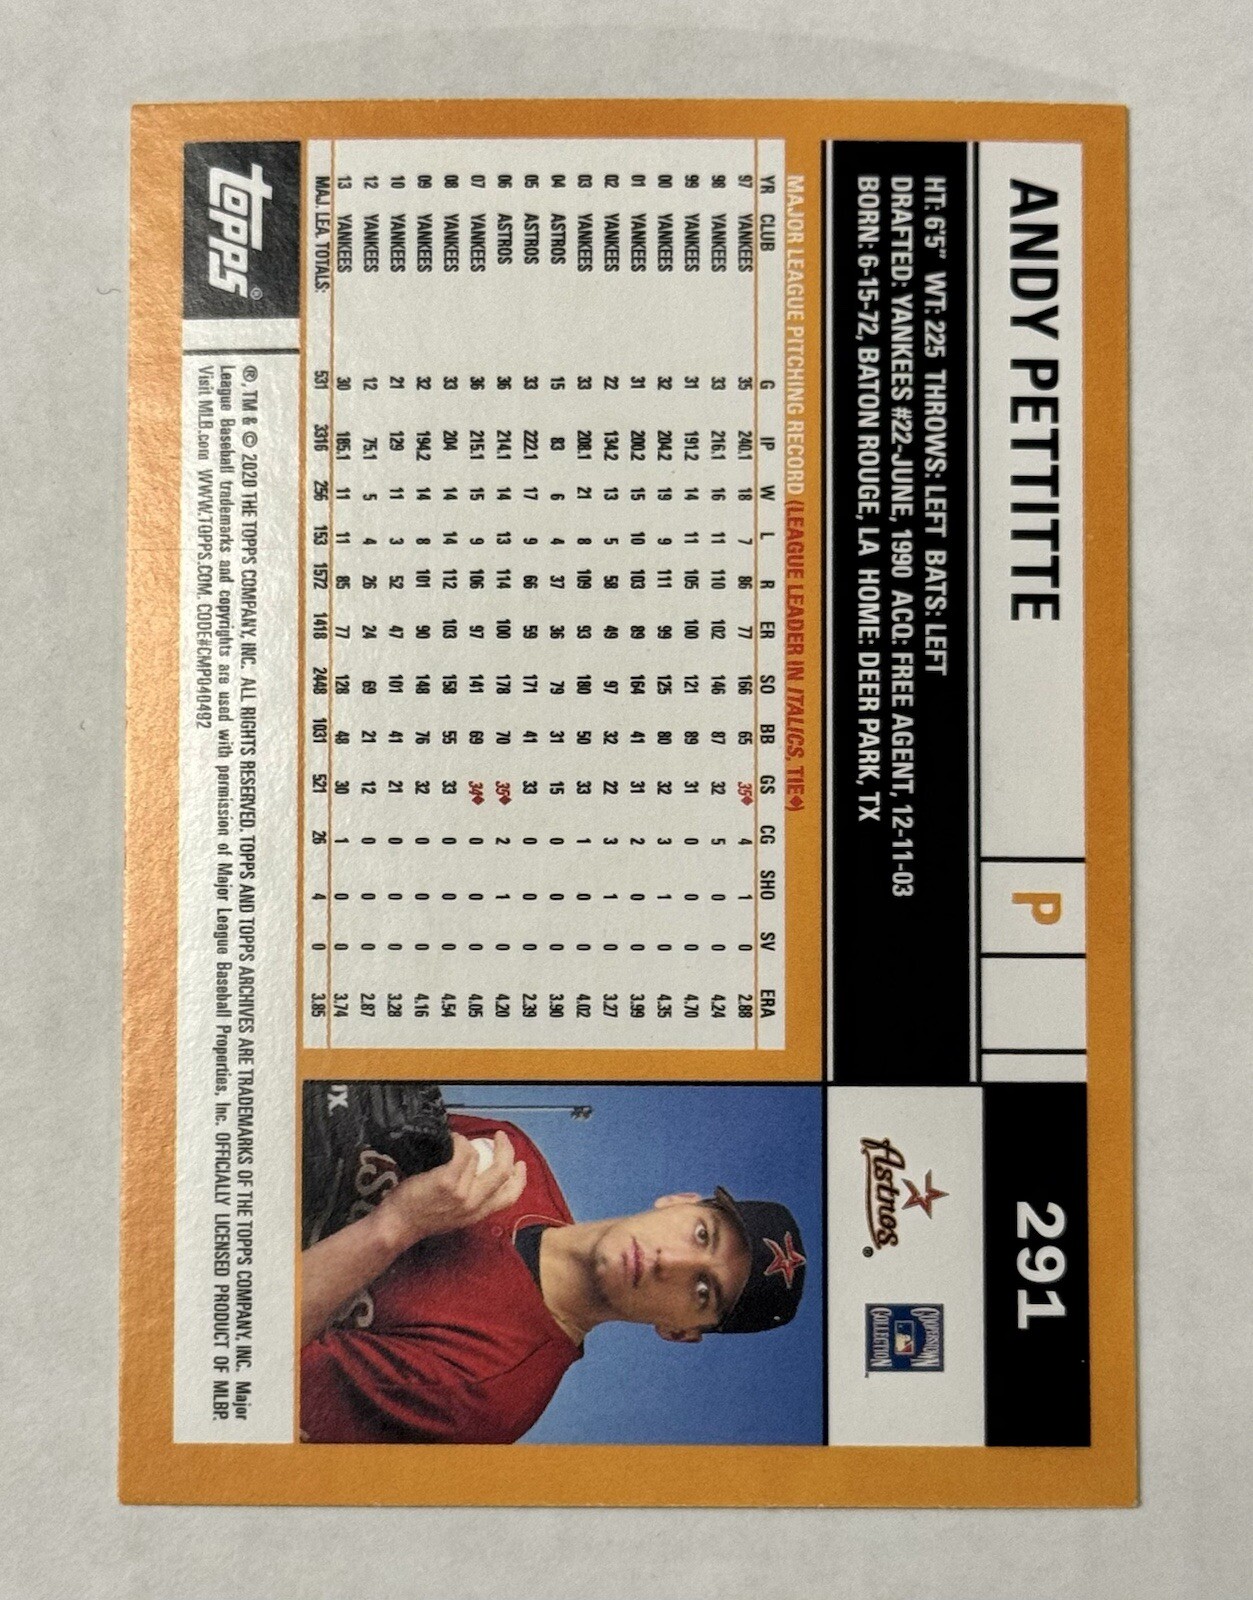 ANDY PETTITTE P 291
HT: 6'5" WT: 225 THROWS: LEFT BATS: LEFT
DRAFTED: YANKEES #22-JUNE, 1990 ACQ: FREE AGENT, 12-11-03
BORN: 6-15-72, BATON ROUGE, LA HOME: DEER PARK, TX
Astros®
COOPERSTOWN
COLLECTION
MAJOR LEAGUE PITCHING RECORD (LEAGUE LEADER IN ITALICS, TIE♦)
YR CLUB G IP W L R ER SO BB GS CG SHO SV ERA
97 YANKEES 35 240.1 18 7 86 77 166 65 35♦ 4 1 0 2.88
98 YANKEES 33 216.1 16 11 110 102 146 87 32 5 0 0 4.24
99 YANKEES 31 191.2 14 11 105 100 121 89 31 0 0 0 4.70
00 YANKEES 32 204.2 19 9 111 99 125 80 32 3 1 0 4.35
01 YANKEES 31 200.2 15 10 103 89 164 41 31 2 0 0 3.99
02 YANKEES 22 134.2 13 5 58 49 97 32 22 3 1 0 3.27
03 YANKEES 33 208.1 21 8 109 93 180 50 33 1 0 0 4.02
04 ASTROS 15 83 6 4 37 36 79 31 15 0 0 0 3.90
05 ASTROS 33 222.1 17 9 66 59 171 41 33 0 0 0 2.39
06 ASTROS 36 214.1 14 13 114 100 178 70 35♦ 2 1 0 4.20
07 YANKEES 36 215.1 15 9 106 97 141 69 34♦ 0 0 0 4.05
08 YANKEES 33 204 14 14 112 103 158 55 33 0 0 0 4.54
09 YANKEES 32 194.2 14 8 101 90 148 76 32 0 0 0 4.16
10 YANKEES 21 129 11 3 52 47 101 41 21 0 0 0 3.28
12 YANKEES 12 75.1 5 4 26 24 69 21 12 0 0 0 2.87
13 YANKEES 30 185.1 11 11 85 77 128 48 30 1 0 0 3.74
MAJ. LEA. TOTALS: 531 3316 256 153 1572 1418 2448 1031 521 26 4 0 3.85
topps®
®, TM & © 2020 THE TOPPS COMPANY, INC. ALL RIGHTS RESERVED. TOPPS AND TOPPS ARCHIVES ARE TRADEMARKS OF THE TOPPS COMPANY, INC. Major
League Baseball trademarks and copyrights are used with permission of Major League Baseball Properties, Inc. OFFICIALLY LICENSED PRODUCT OF MLBP.
Visit MLB.com WWW.TOPPS.COM. CODE#CMP040492